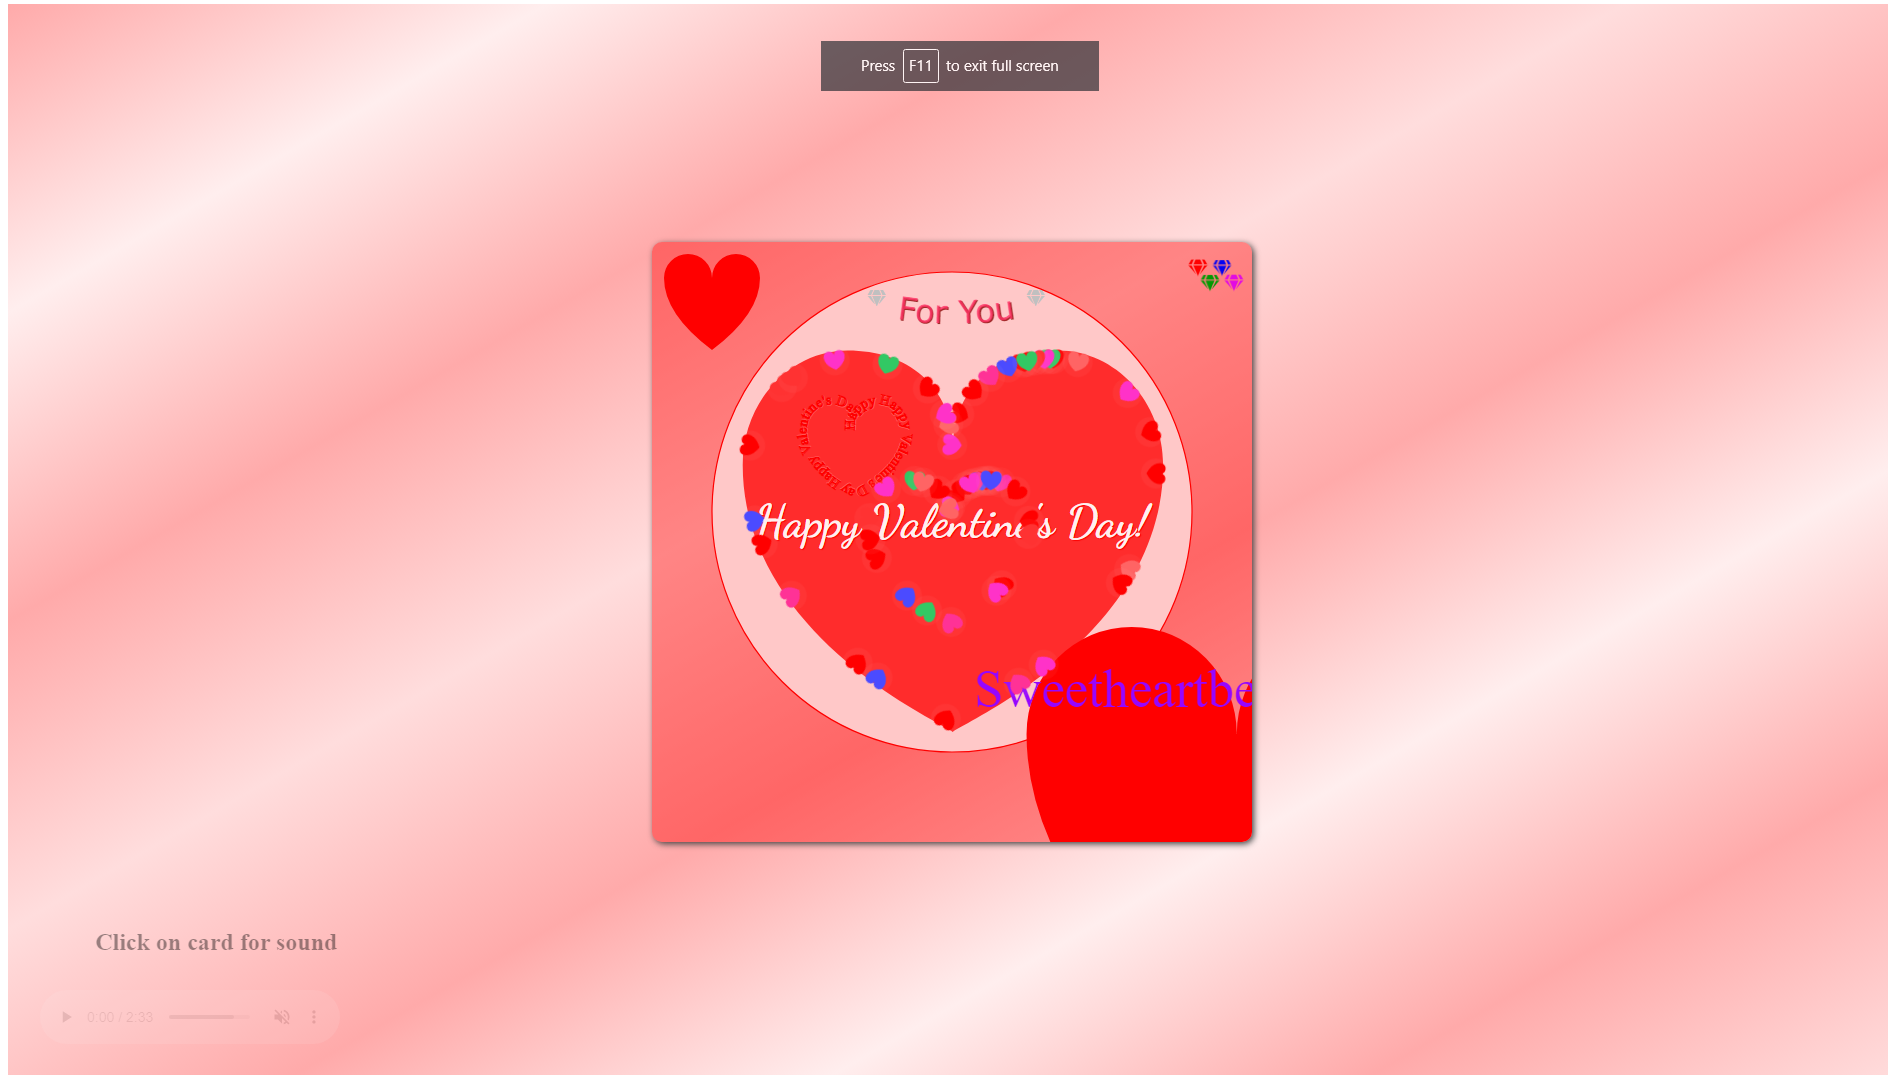 Press F11 to exit full screen
For You
Happy Happy Valentine's Day Happy Valentine's Day
Happy Valentine's Day!
Sweetheartbe
Click on card for sound
0:00 / 2:33